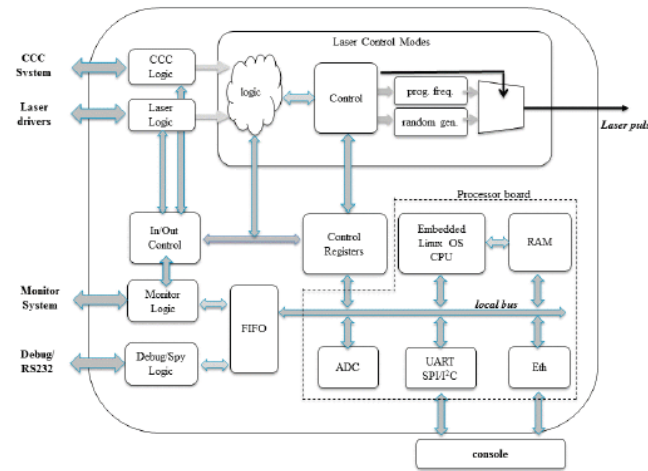 Laser Control Modes
CCC
System
CCC
Logic
Laser
drivers
Laser
Logic
logic
Control
prog. freq.
random gen.
Laser puls
Processor board
In/Out
Control
Control
Registers
Embedded
Linux OS
CPU
RAM
Monitor
System
Monitor
Logic
FIFO
local bus
Debug/
RS232
Debug/Spy
Logic
ADC
UART
SPI/I²C
Eth
console